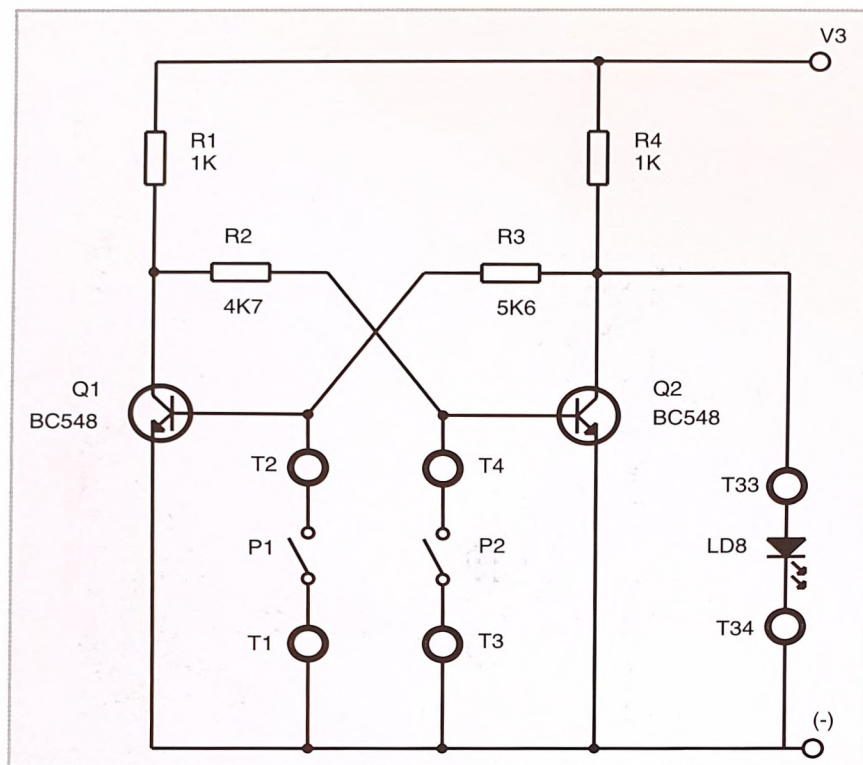 V3
R1
1K
R4
1K
R2
4K7
R3
5K6
Q1
BC548
Q2
BC548
T2
T4
T33
P1
P2
LD8
T1
T3
T34
(-)